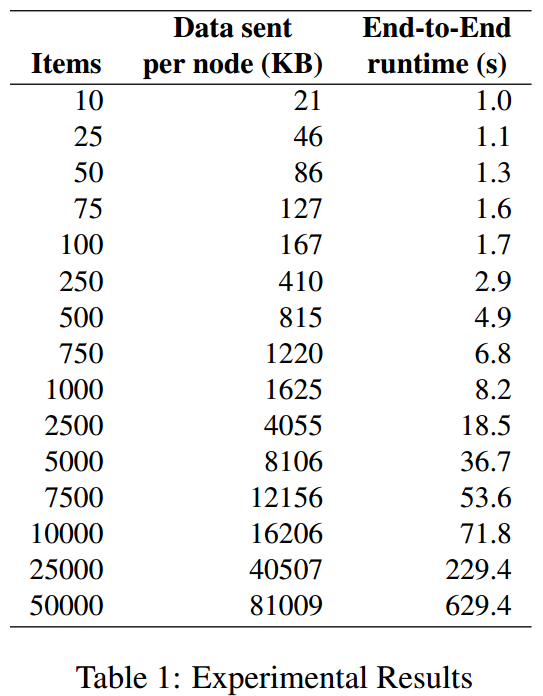 Data sent End-to-End
Items per node (KB) runtime (s)
10 21 1.0
25 46 1.1
50 86 1.3
75 127 1.6
100 167 1.7
250 410 2.9
500 815 4.9
750 1220 6.8
1000 1625 8.2
2500 4055 18.5
5000 8106 36.7
7500 12156 53.6
10000 16206 71.8
25000 40507 229.4
50000 81009 629.4
Table 1: Experimental Results